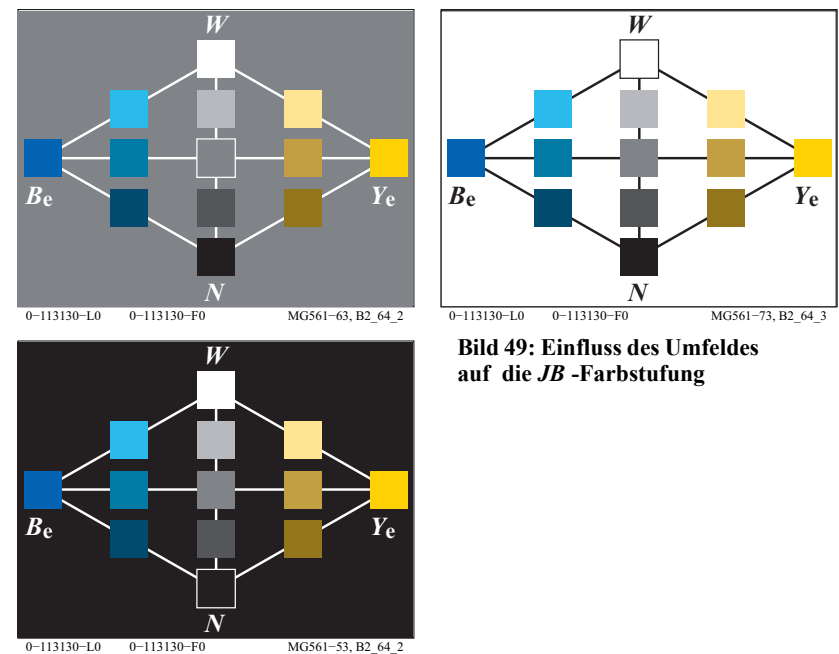 W
Be
Ye
N
0−113130−L0 0−113130−F0 MG561−63, B2_64_2
W
Be
Ye
N
0−113130−L0 0−113130−F0 MG561−73, B2_64_3
Bild 49: Einfluss des Umfeldes
auf die JB -Farbstufung
W
Be
Ye
N
0−113130−L0 0−113130−F0 MG561−53, B2_64_2